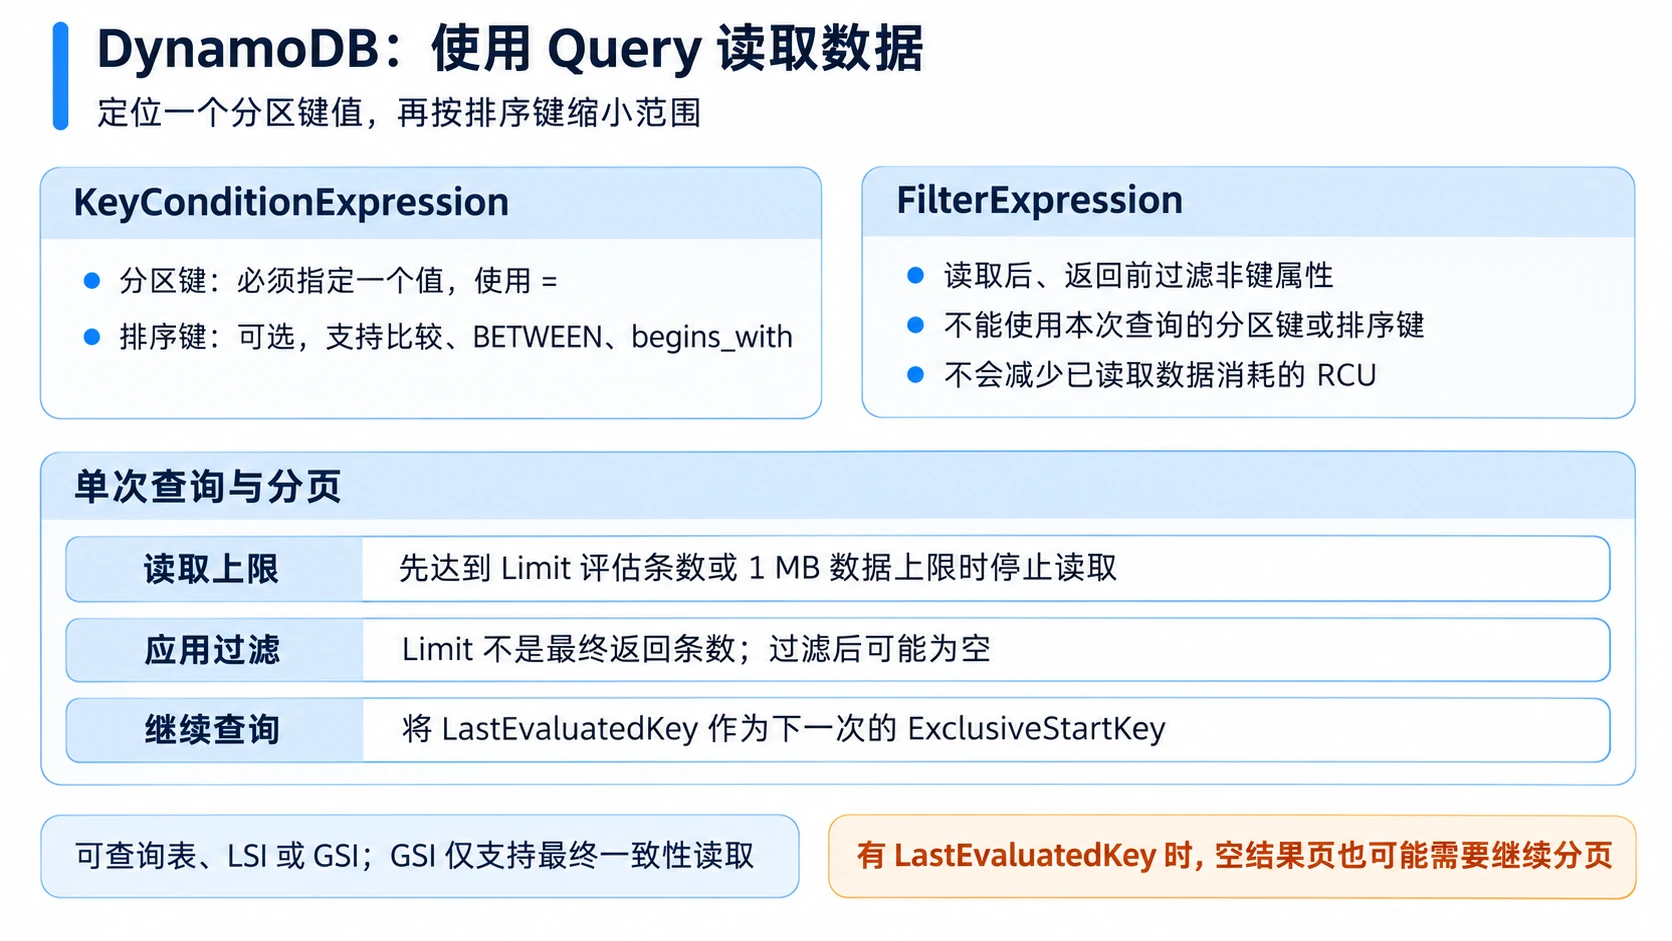 DynamoDB：使用 Query 读取数据
定位一个分区键值，再按排序键缩小范围
KeyConditionExpression
分区键：必须指定一个值，使用 =
排序键：可选，支持比较、BETWEEN、begins_with
FilterExpression
读取后、返回前过滤非键属性
不能使用本次查询的分区键或排序键
不会减少已读取数据消耗的 RCU
单次查询与分页
读取上限
先达到 Limit 评估条数或 1 MB 数据上限时停止读取
应用过滤
Limit 不是最终返回条数；过滤后可能为空
继续查询
将 LastEvaluatedKey 作为下一次的 ExclusiveStartKey
可查询表、LSI 或 GSI；GSI 仅支持最终一致性读取
有 LastEvaluatedKey 时, 空结果页也可能需要继续分页